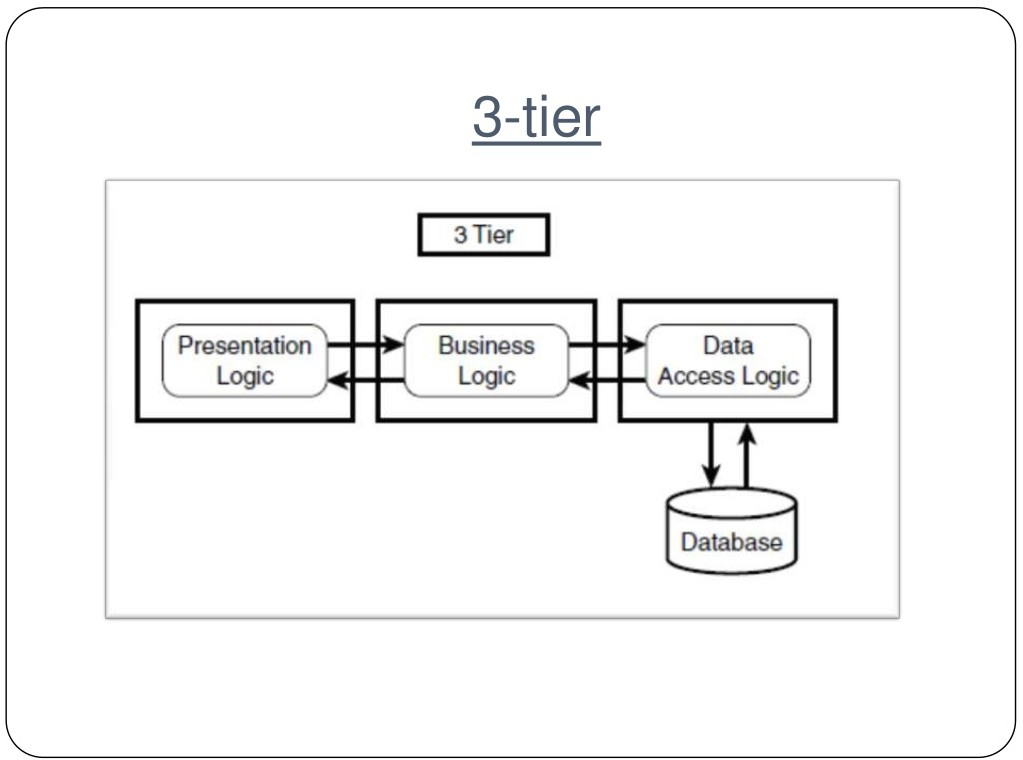 3-tier
3 Tier
Presentation
Logic
Business
Logic
Data
Access Logic
Database